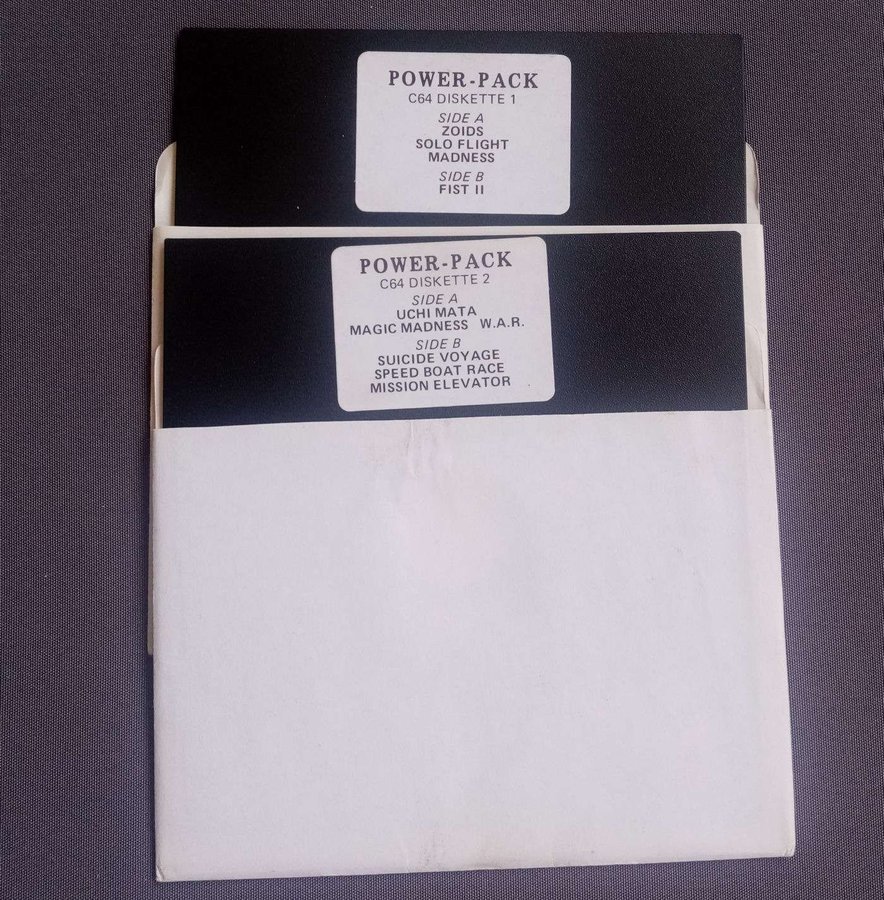 POWER-PACK
C64 DISKETTE 1
SIDE A
ZOIDS
SOLO FLIGHT
MADNESS
SIDE B
FIST II
POWER-PACK
C64 DISKETTE 2
SIDE A
UCHI MATA
MAGIC MADNESS W.A.R.
SIDE B
SUICIDE VOYAGE
SPEED BOAT RACE
MISSION ELEVATOR